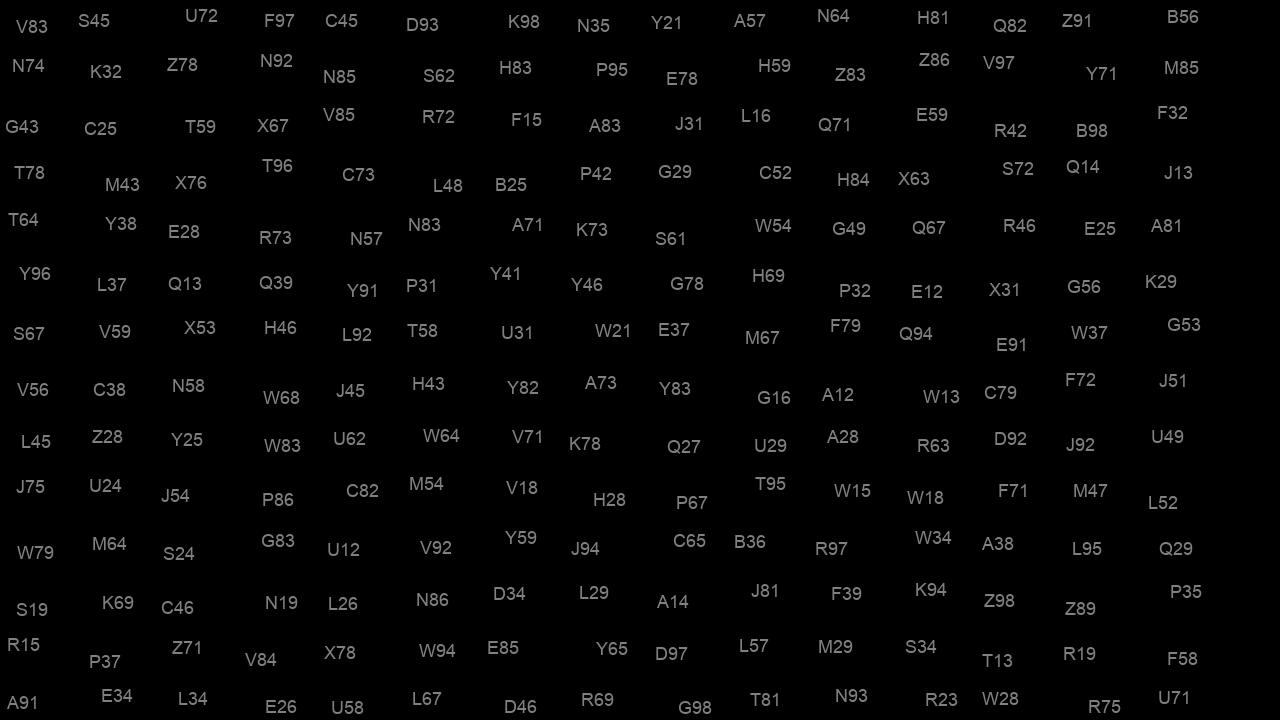 V83 S45 U72 F97 C45 D93 K98 N35 Y21 A57 N64 H81 Q82 Z91 B56
N74 K32 Z78 N92 N85 S62 H83 P95 E78 H59 Z83 Z86 V97 Y71 M85
G43 C25 T59 X67 V85 R72 F15 A83 J31 L16 Q71 E59 R42 B98 F32
T78 M43 X76 T96 C73 L48 B25 P42 G29 C52 H84 X63 S72 Q14 J13
T64 Y38 E28 R73 N57 N83 A71 K73 S61 W54 G49 Q67 R46 E25 A81
Y96 L37 Q13 Q39 Y91 P31 Y41 Y46 G78 H69 P32 E12 X31 G56 K29
S67 V59 X53 H46 L92 T58 U31 W21 E37 M67 F79 Q94 E91 W37 G53
V56 C38 N58 W68 J45 H43 Y82 A73 Y83 G16 A12 W13 C79 F72 J51
L45 Z28 Y25 W83 U62 W64 V71 K78 Q27 U29 A28 R63 D92 J92 U49
J75 U24 J54 P86 C82 M54 V18 H28 P67 T95 W15 W18 F71 M47 L52
W79 M64 S24 G83 U12 V92 Y59 J94 C65 B36 R97 W34 A38 L95 Q29
S19 K69 C46 N19 L26 N86 D34 L29 A14 J81 F39 K94 Z98 Z89 P35
R15 P37 Z71 V84 X78 W94 E85 Y65 D97 L57 M29 S34 T13 R19 F58
A91 E34 L34 E26 U58 L67 D46 R69 G98 T81 N93 R23 W28 R75 U71